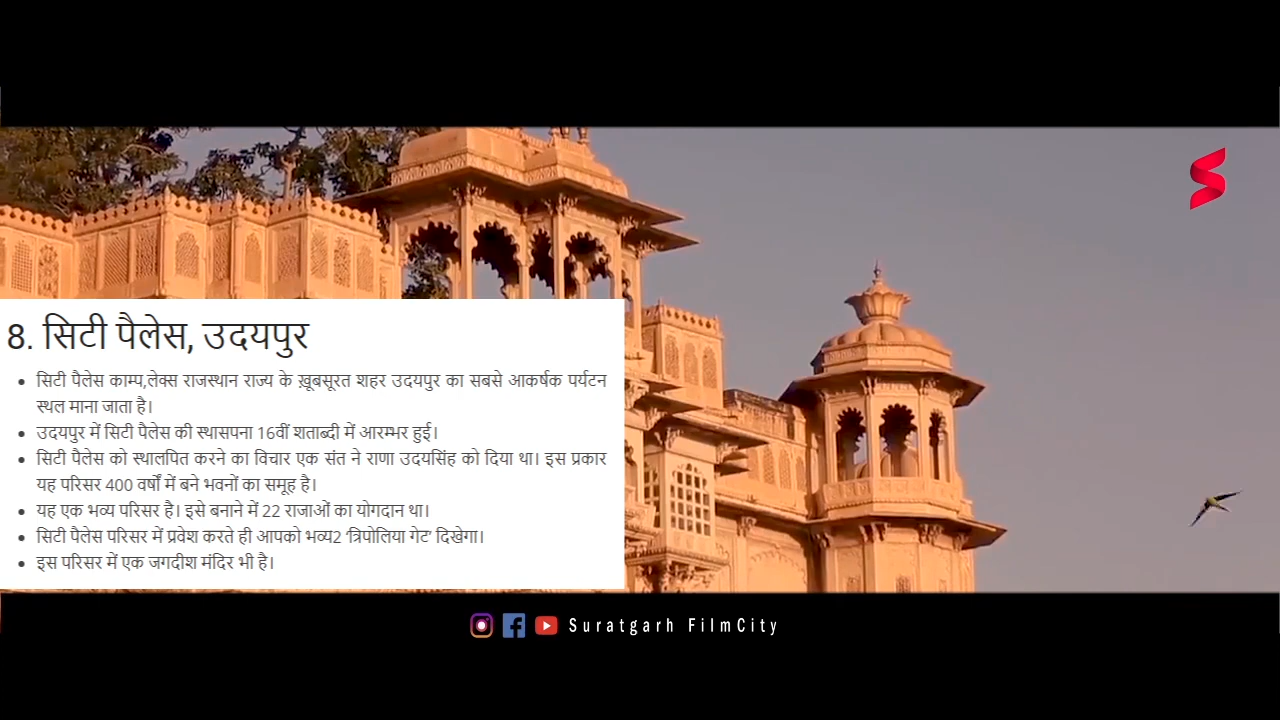 8. सिटी पैलेस, उदयपुर
सिटी पैलेस काम्प,लेक्स राजस्थान राज्य के ख़ूबसूरत शहर उदयपुर का सबसे आकर्षक पर्यटन
स्थल माना जाता है।
उदयपुर में सिटी पैलेस की स्थासपना 16वीं शताब्दी में आरम्भर हुई।
सिटी पैलेस को स्थालपित करने का विचार एक संत ने राणा उदयसिंह को दिया था। इस प्रकार
यह परिसर 400 वर्षों में बने भवनों का समूह है।
यह एक भव्य परिसर है। इसे बनाने में 22 राजाओं का योगदान था।
सिटी पैलेस परिसर में प्रवेश करते ही आपको भव्य2 ‘त्रिपोलिया गेट’ दिखेगा।
इस परिसर में एक जगदीश मंदिर भी है।
Suratgarh FilmCity